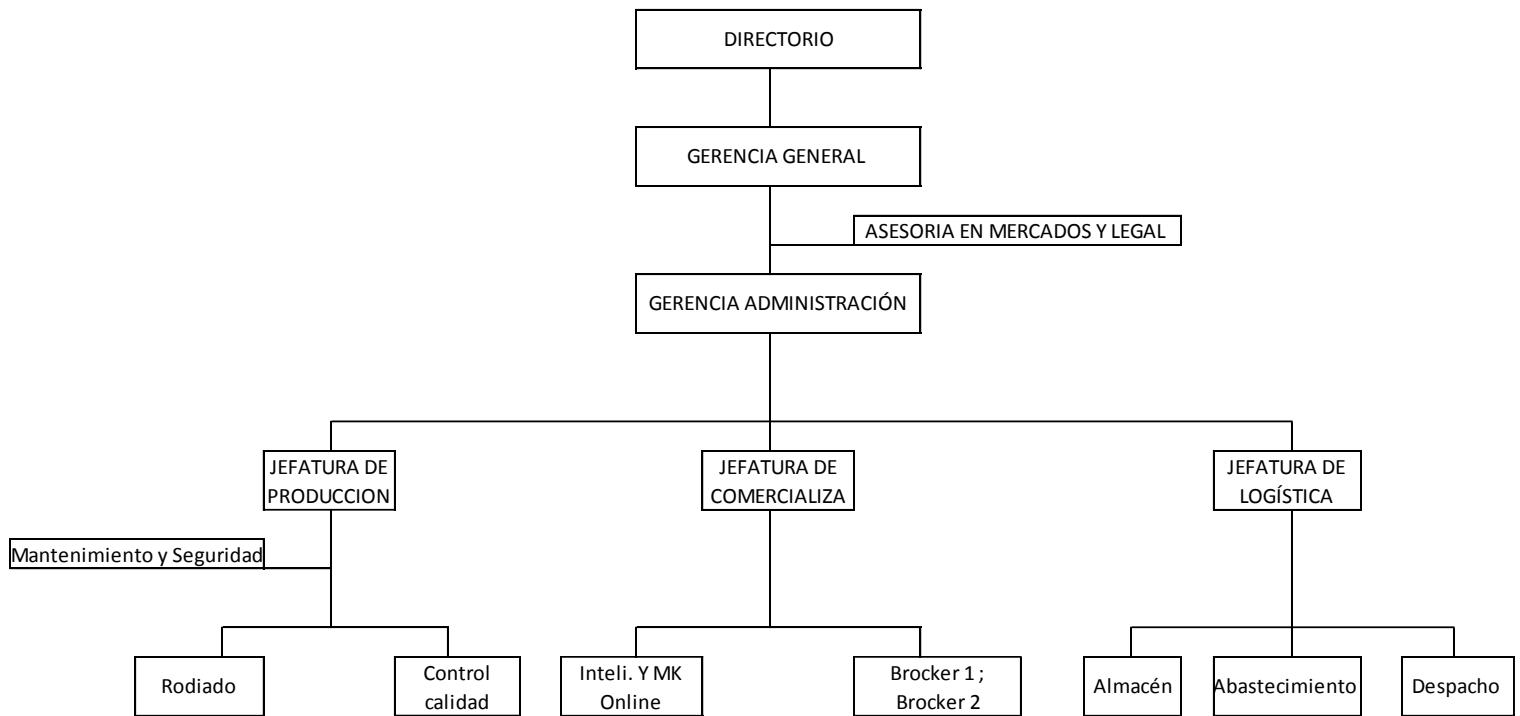 DIRECTORIO
GERENCIA GENERAL
ASESORIA EN MERCADOS Y LEGAL
GERENCIA ADMINISTRACIÓN
JEFATURA DE
PRODUCCION
JEFATURA DE
COMERCIALIZA
JEFATURA DE
LOGÍSTICA
Mantenimiento y Seguridad
Rodiado
Control
calidad
Inteli. Y MK
Online
Brocker 1 ;
Brocker 2
Almacén
Abastecimiento
Despacho